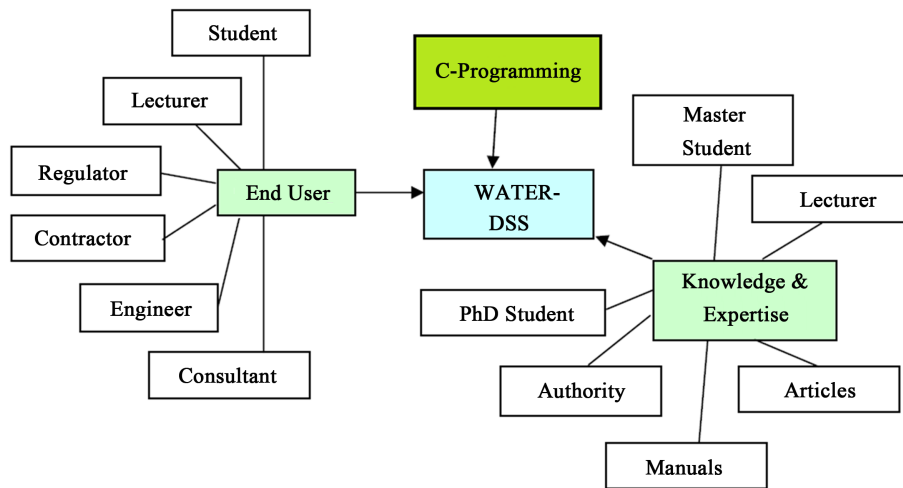 Student
C-Programming
Lecturer
Master
Student
Regulator
End User
WATER-
DSS
Lecturer
Contractor
Knowledge &
Expertise
Engineer
PhD Student
Consultant
Authority
Articles
Manuals